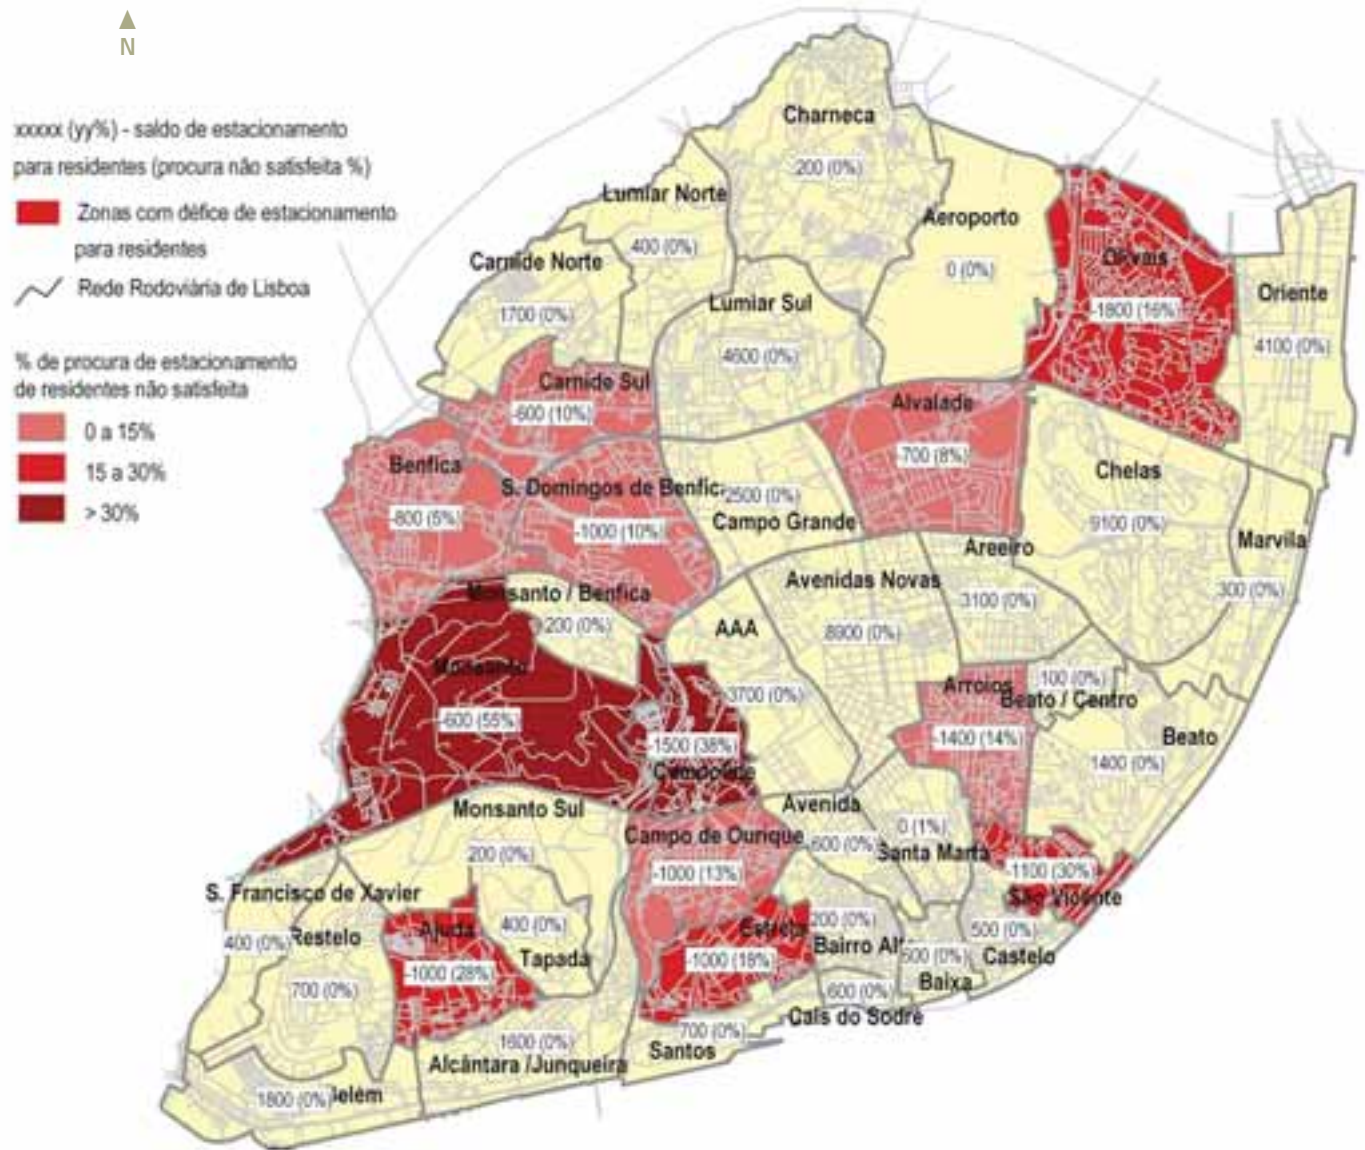 N
xxxxx (yy%) - saldo de estacionamento
para residentes (procura não satisfeita %)
Zonas com défice de estacionamento
para residentes
Rede Rodoviária de Lisboa
% de procura de estacionamento
de residentes não satisfeita
0 a 15%
15 a 30%
> 30%
Charneca
200 (0%)
Lumiar Norte
400 (0%)
Aeroporto
0 (0%)
Carnide Norte
1700 (0%)
Olivais
-1800 (16%)
Oriente
4100 (0%)
Lumiar Sul
4600 (0%)
Carnide Sul
-600 (10%)
Alvalade
-700 (8%)
Benfica
-800 (5%)
S. Domingos de Benfic
-1000 (10%)
2500 (0%)
Campo Grande
Chelas
9100 (0%)
Marvila
300 (0%)
Areeiro
3100 (0%)
Avenidas Novas
8900 (0%)
Monsanto / Benfica
200 (0%)
AAA
3700 (0%)
Monsanto
-600 (55%)
-1500 (38%)
Campolide
Arroios
-1400 (14%)
100 (0%)
Beato / Centro
Beato
1400 (0%)
Monsanto Sul
200 (0%)
Avenida
600 (0%)
Campo de Ourique
-1000 (13%)
0 (1%)
Santa Marta
-1100 (30%)
São Vicente
S. Francisco de Xavier
400 (0%)
Restelo
700 (0%)
Ajuda
-1000 (28%)
400 (0%)
Tapada
Estrela
-1000 (18%)
200 (0%)
Bairro Al
500 (0%)
Baixa
500 (0%)
Castelo
600 (0%)
Cais do Sodré
700 (0%)
Santos
1600 (0%)
Alcântara /Junqueira
1800 (0%)
elém